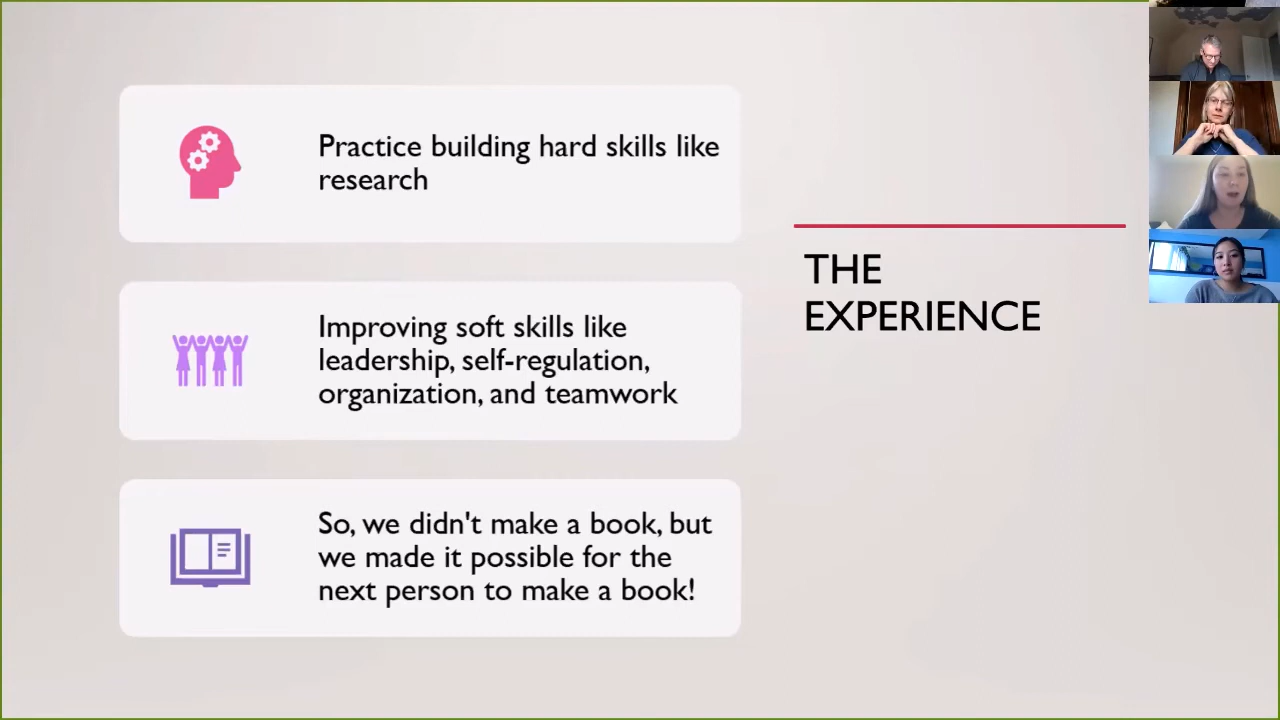 Practice building hard skills like
research
Improving soft skills like
leadership, self-regulation,
organization, and teamwork
So, we didn't make a book, but
we made it possible for the
next person to make a book!
THE
EXPERIENCE